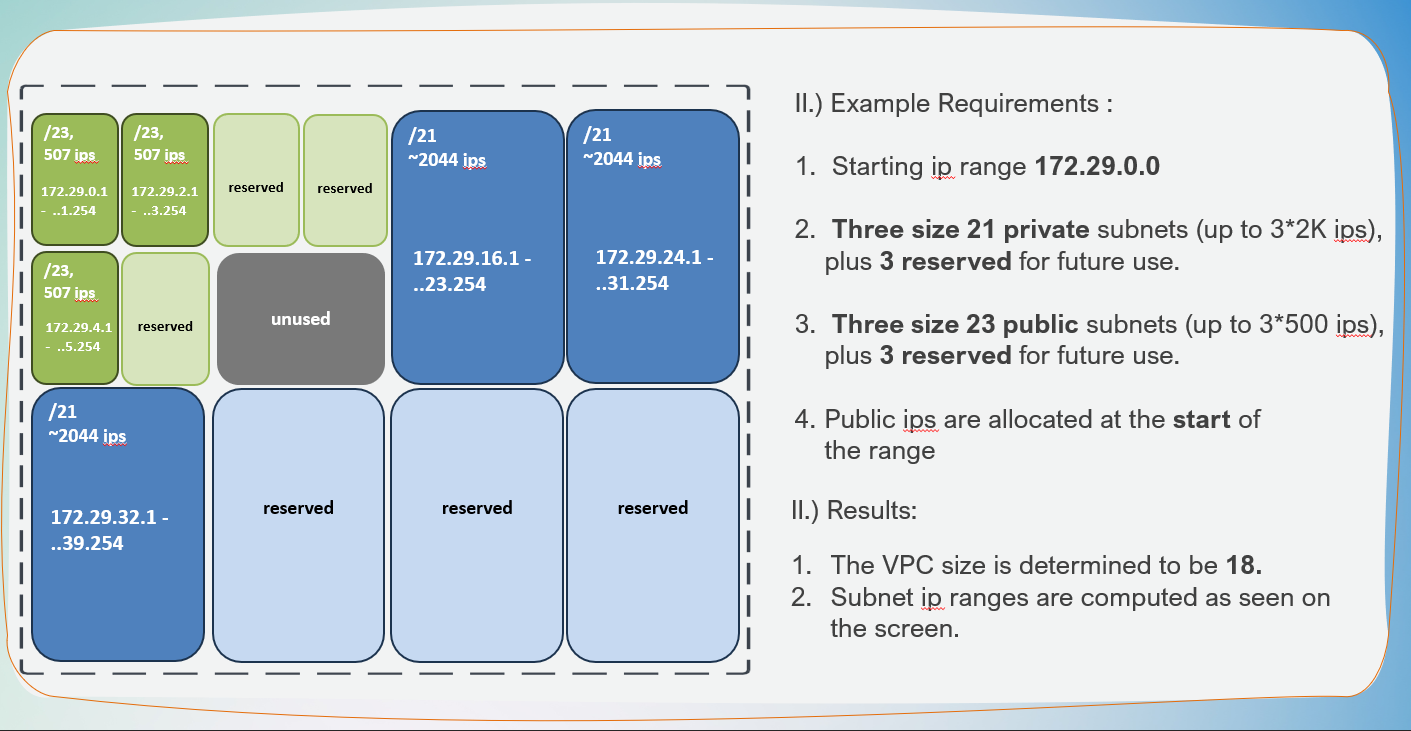 /23,
507 ips
172.29.0.1
- ..1.254
/23,
507 ips
172.29.2.1
- ..3.254
reserved
reserved
/21
~2044 ips
172.29.16.1 -
..23.254
/21
~2044 ips
172.29.24.1 -
..31.254
/23,
507 ips
172.29.4.1
- ..5.254
reserved
unused
/21
~2044 ips
172.29.32.1 -
..39.254
reserved
reserved
reserved
II.) Example Requirements :
1. Starting ip range 172.29.0.0
2. Three size 21 private subnets (up to 3*2K ips),
plus 3 reserved for future use.
3. Three size 23 public subnets (up to 3*500 ips),
plus 3 reserved for future use.
4. Public ips are allocated at the start of
the range
II.) Results:
1. The VPC size is determined to be 18.
2. Subnet ip ranges are computed as seen on
the screen.